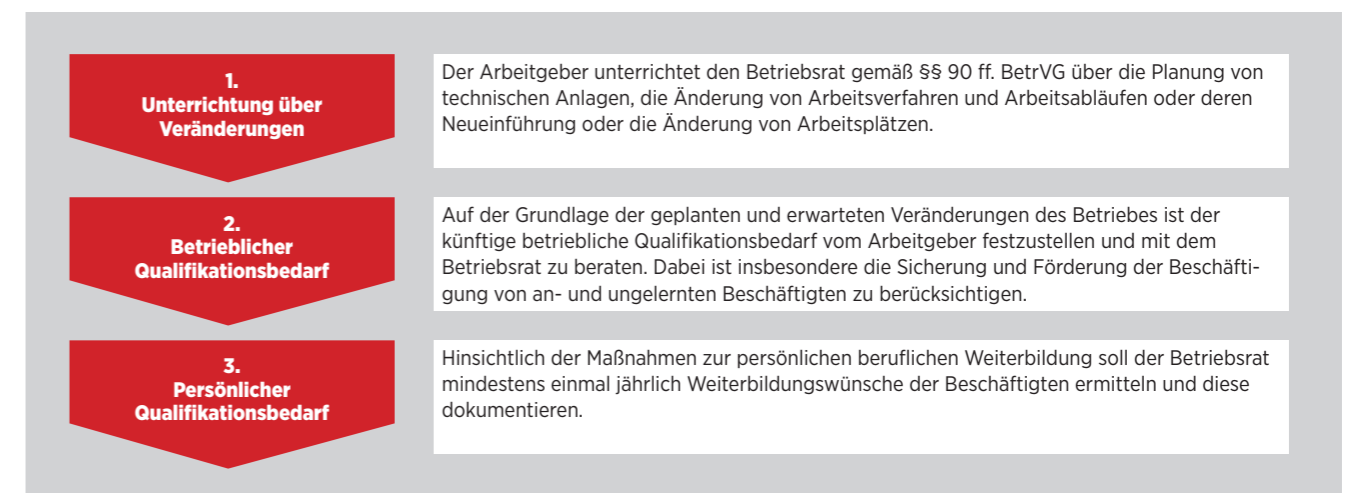 1.
Unterrichtung über
Veränderungen
Der Arbeitgeber unterrichtet den Betriebsrat gemäß §§ 90 ff. BetrVG über die Planung von
technischen Anlagen, die Änderung von Arbeitsverfahren und Arbeitsabläufen oder deren
Neueinführung oder die Änderung von Arbeitsplätzen.
2.
Betrieblicher
Qualifikationsbedarf
Auf der Grundlage der geplanten und erwarteten Veränderungen des Betriebes ist der
künftige betriebliche Qualifikationsbedarf vom Arbeitgeber festzustellen und mit dem
Betriebsrat zu beraten. Dabei ist insbesondere die Sicherung und Förderung der Beschäfti-
gung von an- und ungelernten Beschäftigten zu berücksichtigen.
3.
Persönlicher
Qualifikationsbedarf
Hinsichtlich der Maßnahmen zur persönlichen beruflichen Weiterbildung soll der Betriebsrat
mindestens einmal jährlich Weiterbildungswünsche der Beschäftigten ermitteln und diese
dokumentieren.